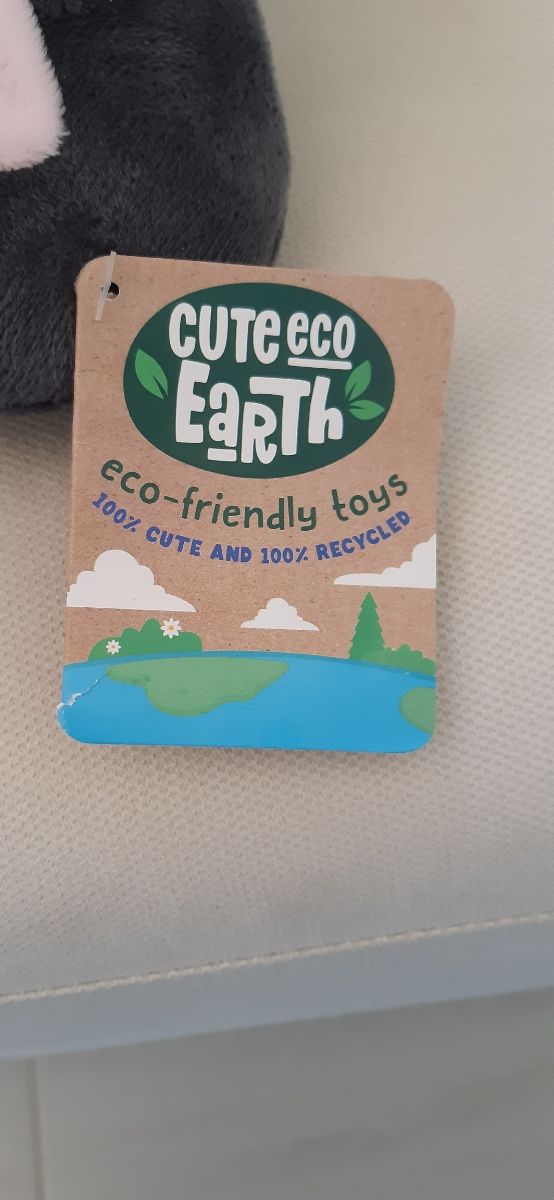 CUTE eco
EARTh
eco-friendly toys
100% CUTE AND 100% RECYCLED